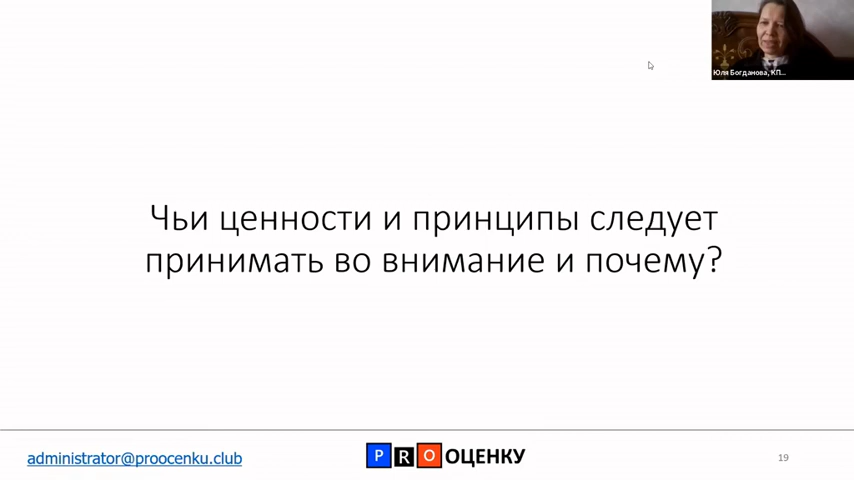 Юля Богданова, КП...
Чьи ценности и принципы следует
принимать во внимание и почему?
administrator@proocenku.club
PRO ОЦЕНКУ
19